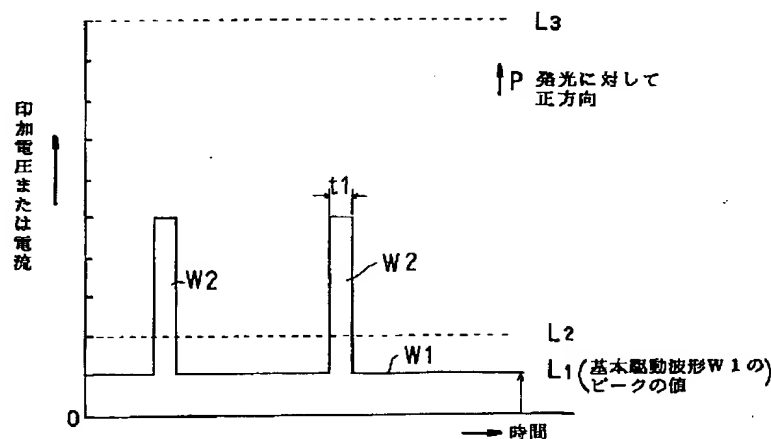 L3
P 発光に対して
正方向
印加電圧または電流
t1
W2
W2
L2
W1
L1(基本駆動波形W1の)
ピークの値
0
時間